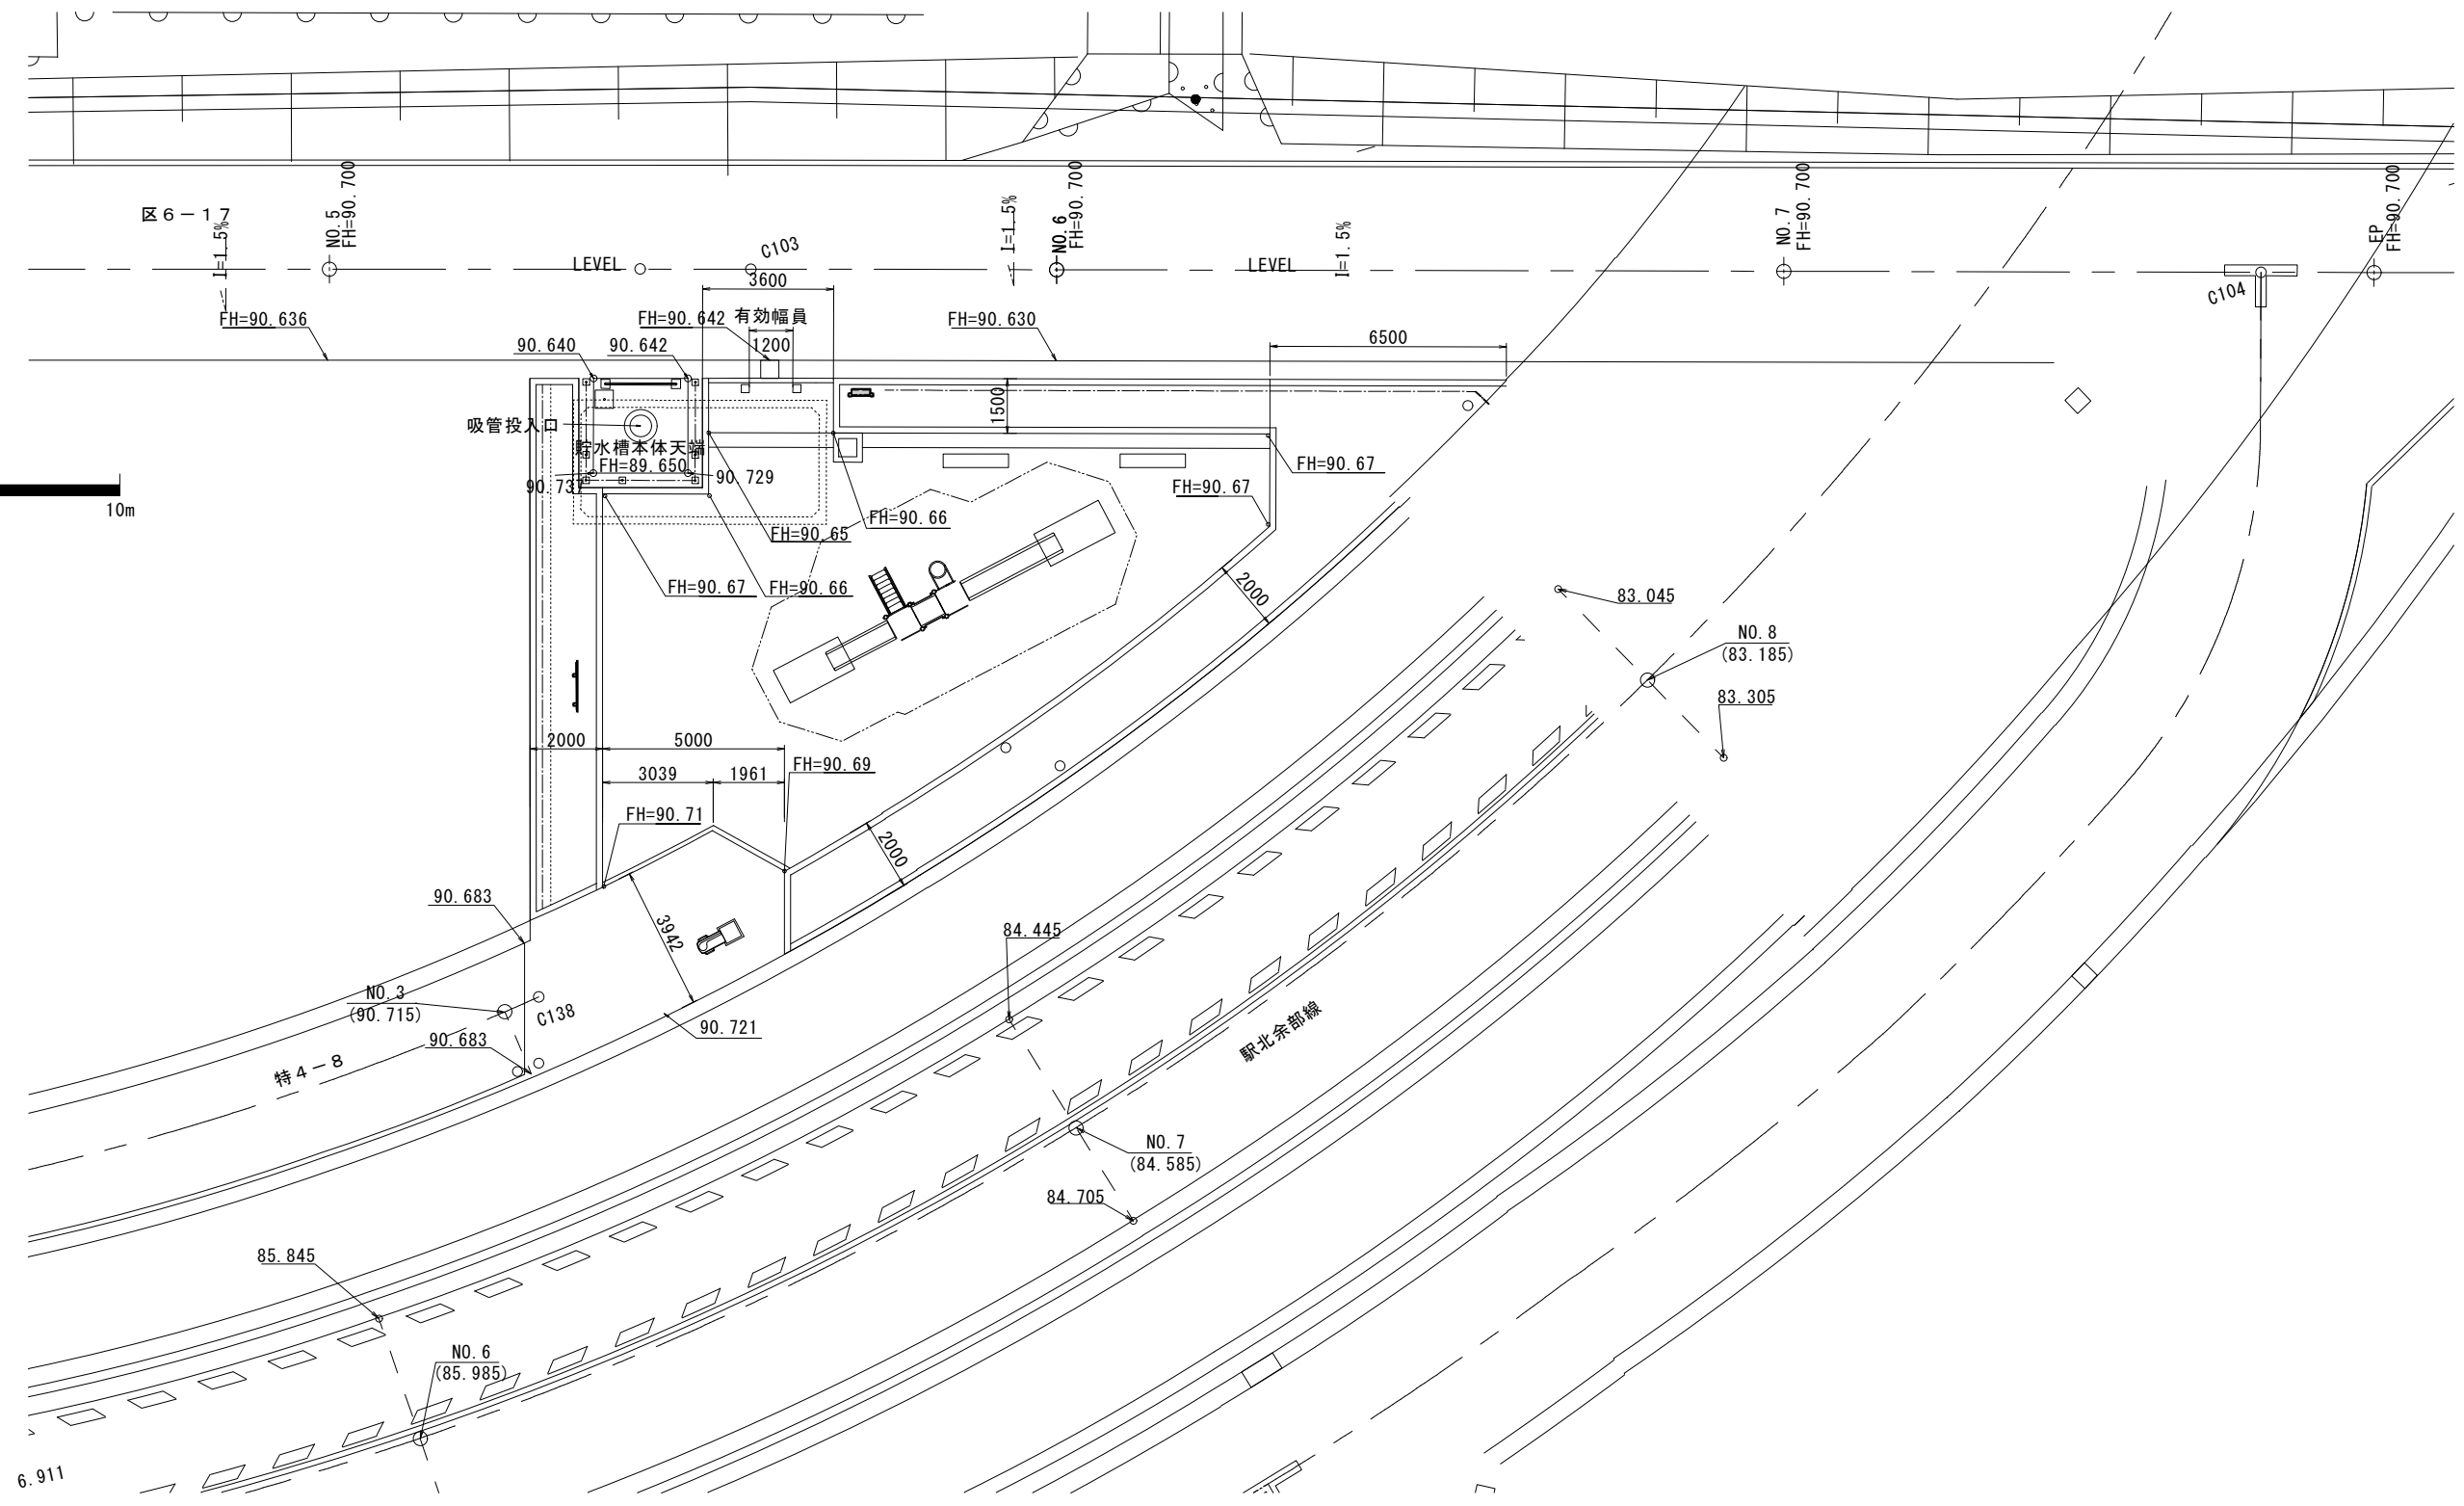 区６－１７
I=1.5%
NO.5
FH=90.700
LEVEL
C103
I=1.5%
NO.6
FH=90.700
LEVEL
I=1.5%
NO.7
FH=90.700
C104
EP
FH=90.700
3600
FH=90.636
FH=90.642
有効幅員
1200
FH=90.630
6500
90.640
90.642
1500
吸管投入口
貯水槽本体天端
FH=89.650
90.737
90.729
FH=90.67
FH=90.67
10m
FH=90.66
FH=90.65
FH=90.67
FH=90.66
2000
83.045
NO.8
(83.185)
83.305
2000
5000
3039
1961
FH=90.69
FH=90.71
2000
90.683
3942
84.445
NO.3
(90.715)
C138
90.721
90.683
特４－８
駅北余部線
NO.7
(84.585)
84.705
85.845
NO.6
(85.985)
6.911